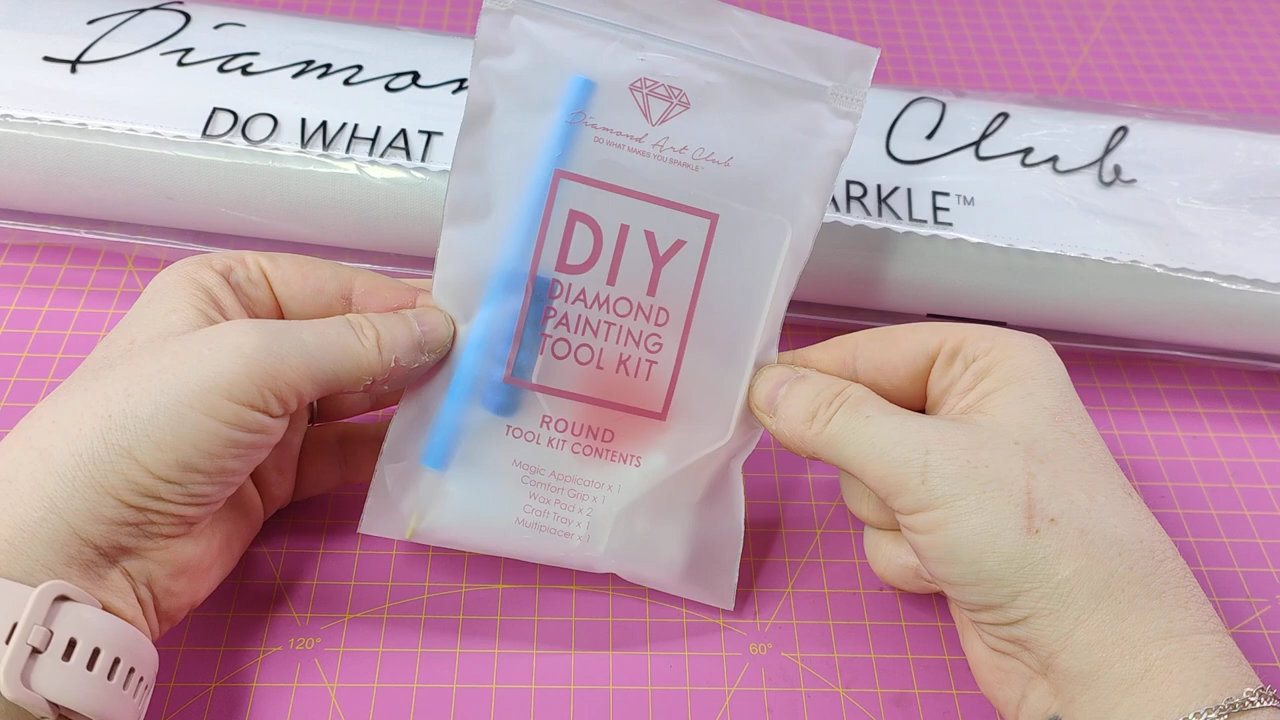 Diamon
Club
DO WHAT
ARKLE™
Diamond Art Club
DO WHAT MAKES YOU SPARKLE™
DIY
DIAMOND
PAINTING
TOOL KIT
ROUND
TOOL KIT CONTENTS
Magic Applicator x 1
Comfort Grip x 1
Wax Pad x 2
Craft Tray x 1
Multiplacer x 1
120°
60°